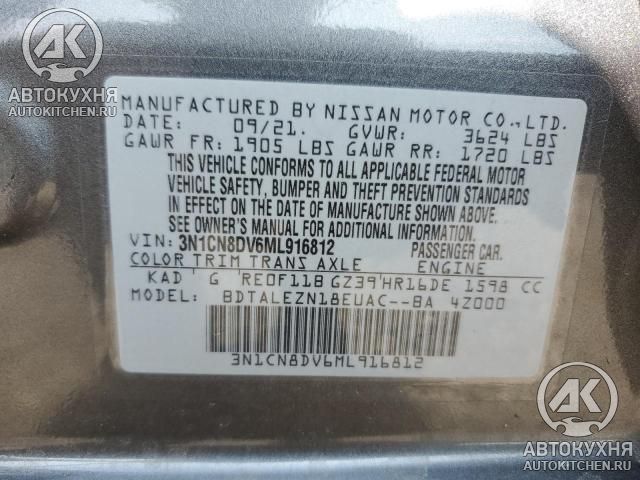 AK
АВТОКУХНЯ
AUTOKITCHEN.RU
MANUFACTURED BY NISSAN MOTOR CO.,LTD.
DATE: 09/21. GVWR: 3624 LBS
GAWR FR: 1905 LBS GAWR RR: 1720 LBS
THIS VEHICLE CONFORMS TO ALL APPLICABLE FEDERAL MOTOR
VEHICLE SAFETY, BUMPER AND THEFT PREVENTION STANDARDS
IN EFFECT ON THE DATE OF MANUFACTURE SHOWN ABOVE.
SEE OWNER'S MANUAL FOR ADDITIONAL INFORMATION.
VIN: 3N1CN8DV6ML916812 PASSENGER CAR.
COLOR TRIM TRANS AXLE ENGINE
KAD G RE0F11B GZ39 HR16DE 1598 CC
MODEL: BDTALEZN18EUAC--BA 4Z000
3N1CN8DV6ML916812
AK
АВТОКУХНЯ
AUTOKITCHEN.RU